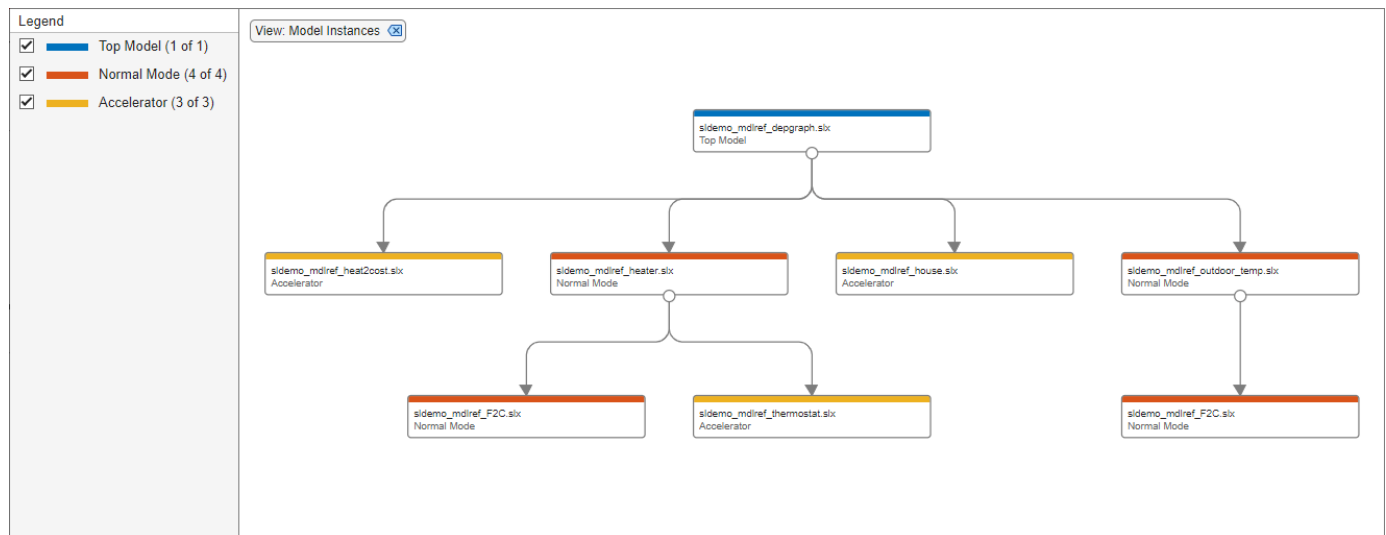 Legend
Top Model (1 of 1)
Normal Mode (4 of 4)
Accelerator (3 of 3)
View: Model Instances
sldemo_mdlref_depgraph.slx
Top Model
sldemo_mdlref_heat2cost.slx
Accelerator
sldemo_mdlref_heater.slx
Normal Mode
sldemo_mdlref_house.slx
Accelerator
sldemo_mdlref_outdoor_temp.slx
Normal Mode
sldemo_mdlref_F2C.slx
Normal Mode
sldemo_mdlref_thermostat.slx
Accelerator
sldemo_mdlref_F2C.slx
Normal Mode